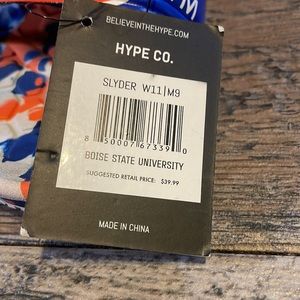 BELIEVEINTHEHYPE.COM
HYPE CO.
SLYDER W11|M9
8 50007 67339 0
BOISE STATE UNIVERSITY
SUGGESTED RETAIL PRICE: $39.99
MADE IN CHINA